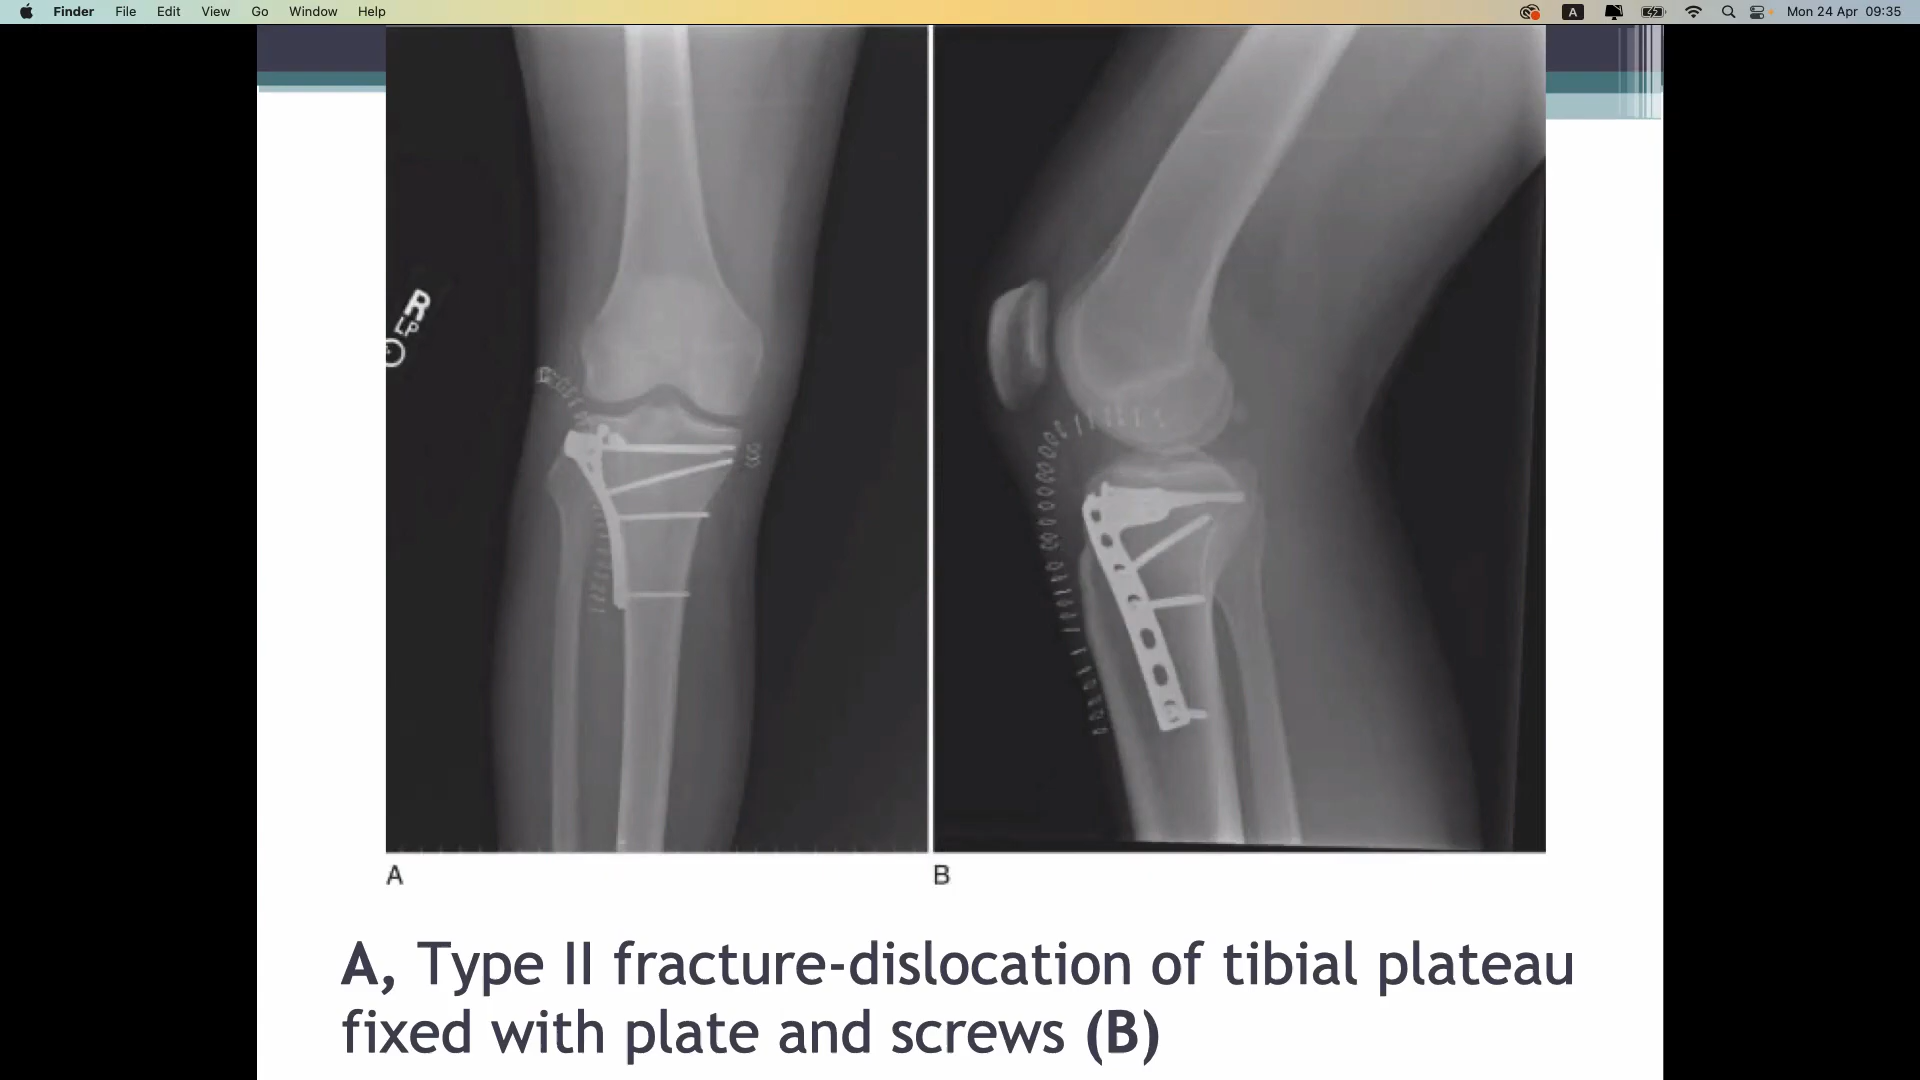 Finder File Edit View Go Window Help A Mon 24 Apr 09:35
R
LP
A B
A, Type II fracture-dislocation of tibial plateau
fixed with plate and screws (B)